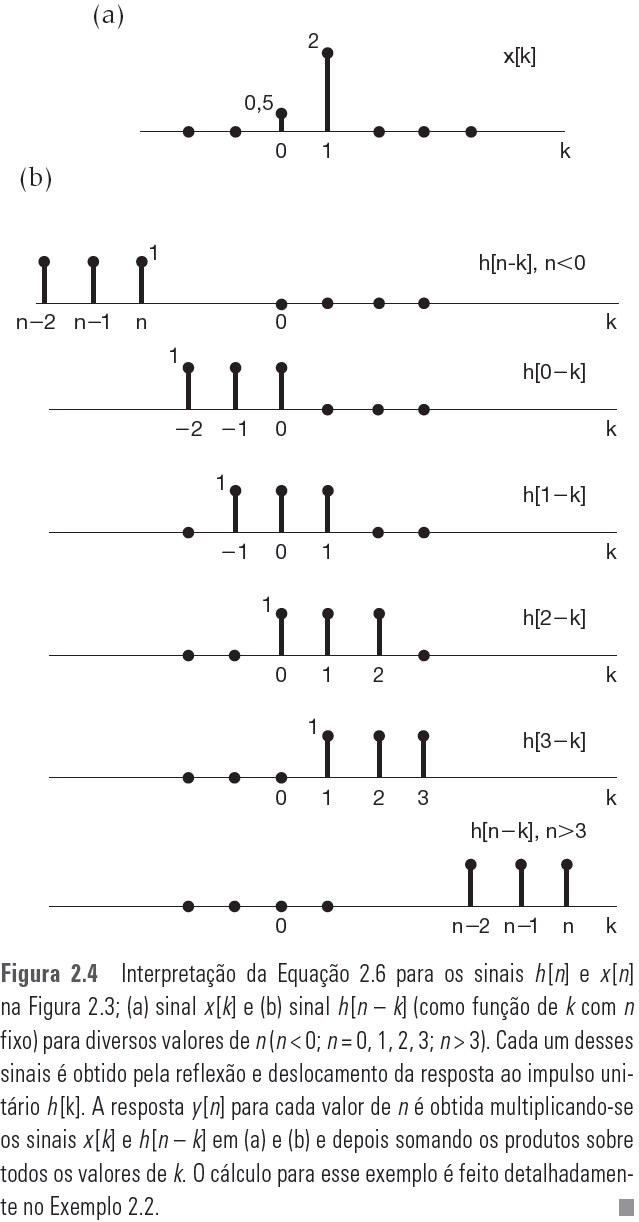 (a)
2
x[k]
0,5
0 1 k
(b)
1
h[n-k], n<0
n−2 n−1 n 0 k
1
h[0−k]
−2 −1 0 k
1
h[1−k]
−1 0 1 k
1
h[2−k]
0 1 2 k
1
h[3−k]
0 1 2 3 k
h[n−k], n>3
0 n−2 n−1 n k
Figura 2.4 Interpretação da Equação 2.6 para os sinais h[n] e x[n]
na Figura 2.3; (a) sinal x[k] e (b) sinal h[n – k] (como função de k com n
fixo) para diversos valores de n (n < 0; n = 0, 1, 2, 3; n > 3). Cada um desses
sinais é obtido pela reflexão e deslocamento da resposta ao impulso uni-
tário h[k]. A resposta y[n] para cada valor de n é obtida multiplicando-se
os sinais x[k] e h[n – k] em (a) e (b) e depois somando os produtos sobre
todos os valores de k. O cálculo para esse exemplo é feito detalhadamen-
te no Exemplo 2.2.